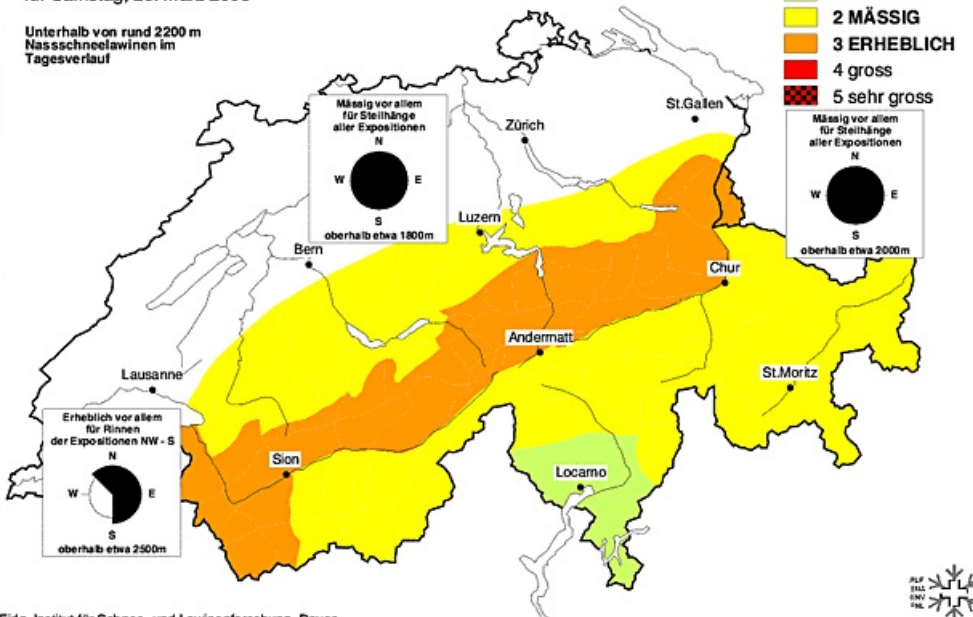 Unterhalb von rund 2200 m
Nassschneelawinen im
Tagesverlauf
2 MÄSSIG
3 ERHEBLICH
4 gross
5 sehr gross
Mässig vor allem
für Steilhänge
aller Expositionen
N
W E
S
oberhalb etwa 1800m
Mässig vor allem
für Steilhänge
aller Expositionen
N
W E
S
oberhalb etwa 2000m
St.Gallen
Zürich
Luzern
Bern
Chur
Andermatt
St.Moritz
Lausanne
Sion
Locarno
Erheblich vor allem
für Rinnen
der Expositionen NW - S
N
W E
S
oberhalb etwa 2500m
SLF
ENA